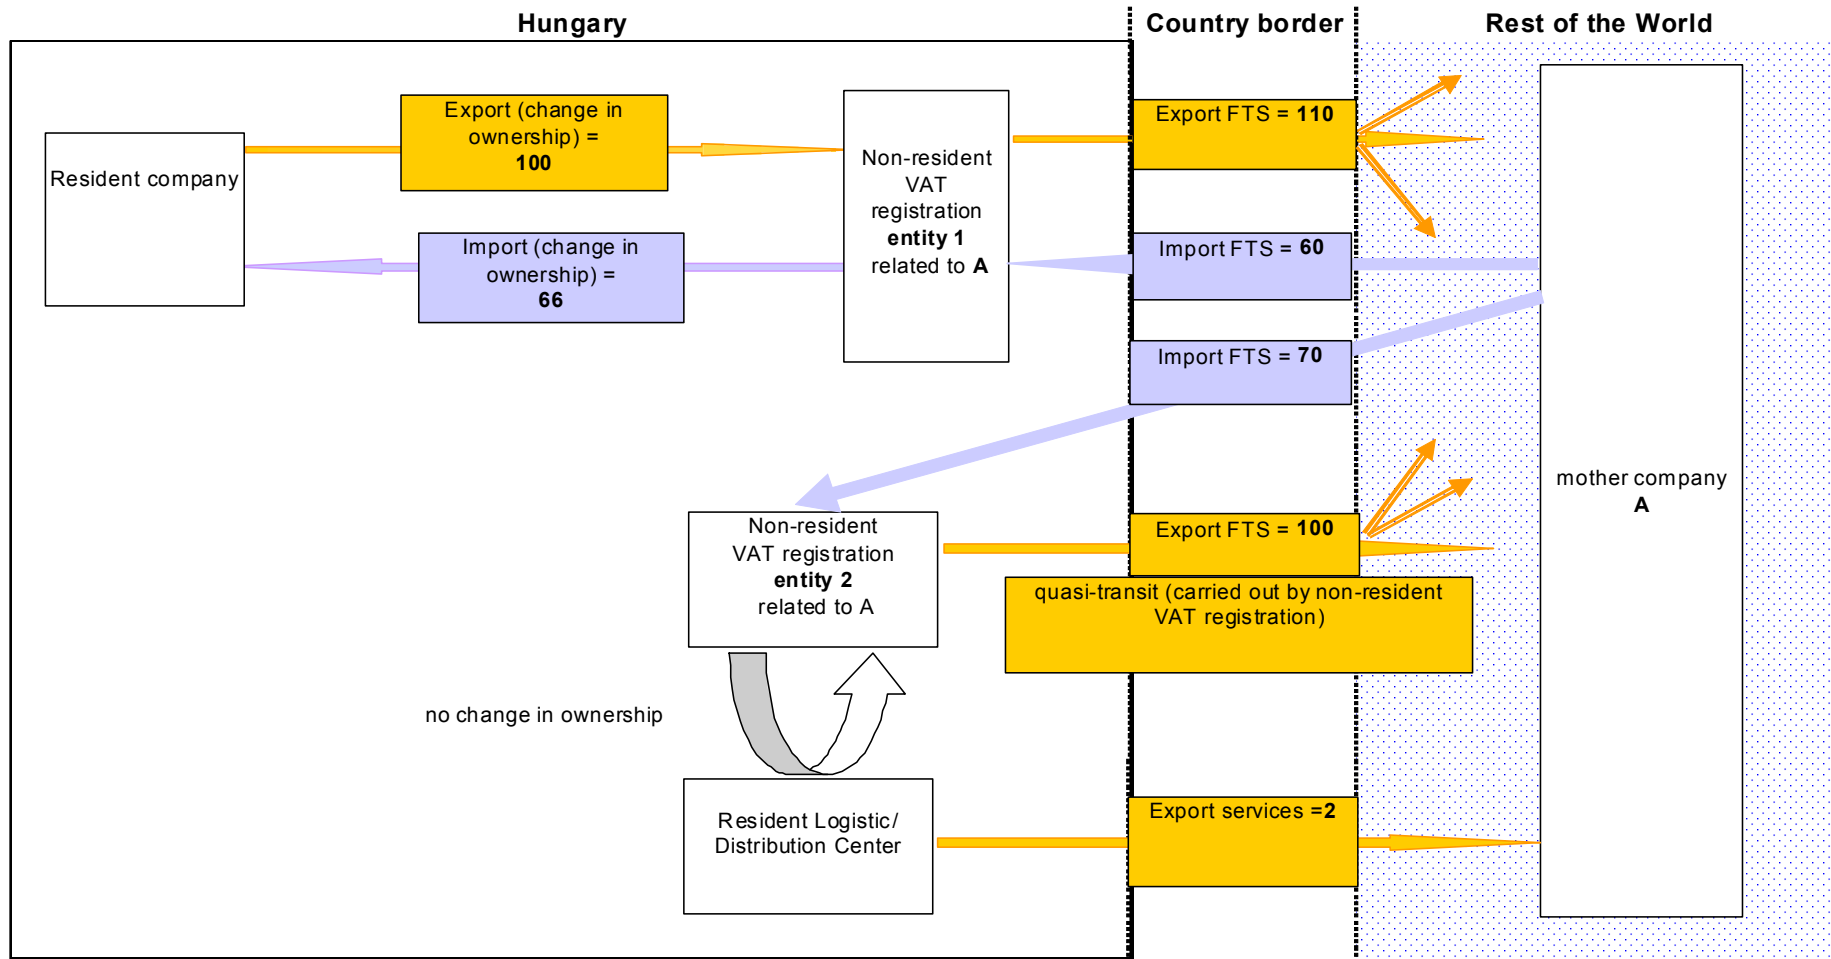 Hungary
Country border
Rest of the World
Export (change in
ownership) =
100
Export FTS = 110
Resident company
Non-resident
VAT
registration
entity 1
related to A
Import (change in
ownership) =
66
Import FTS = 60
Import FTS = 70
mother company
A
Non-resident
VAT registration
entity 2
related to A
Export FTS = 100
quasi-transit (carried out by non-resident
VAT registration)
no change in ownership
Resident Logistic/
Distribution Center
Export services =2